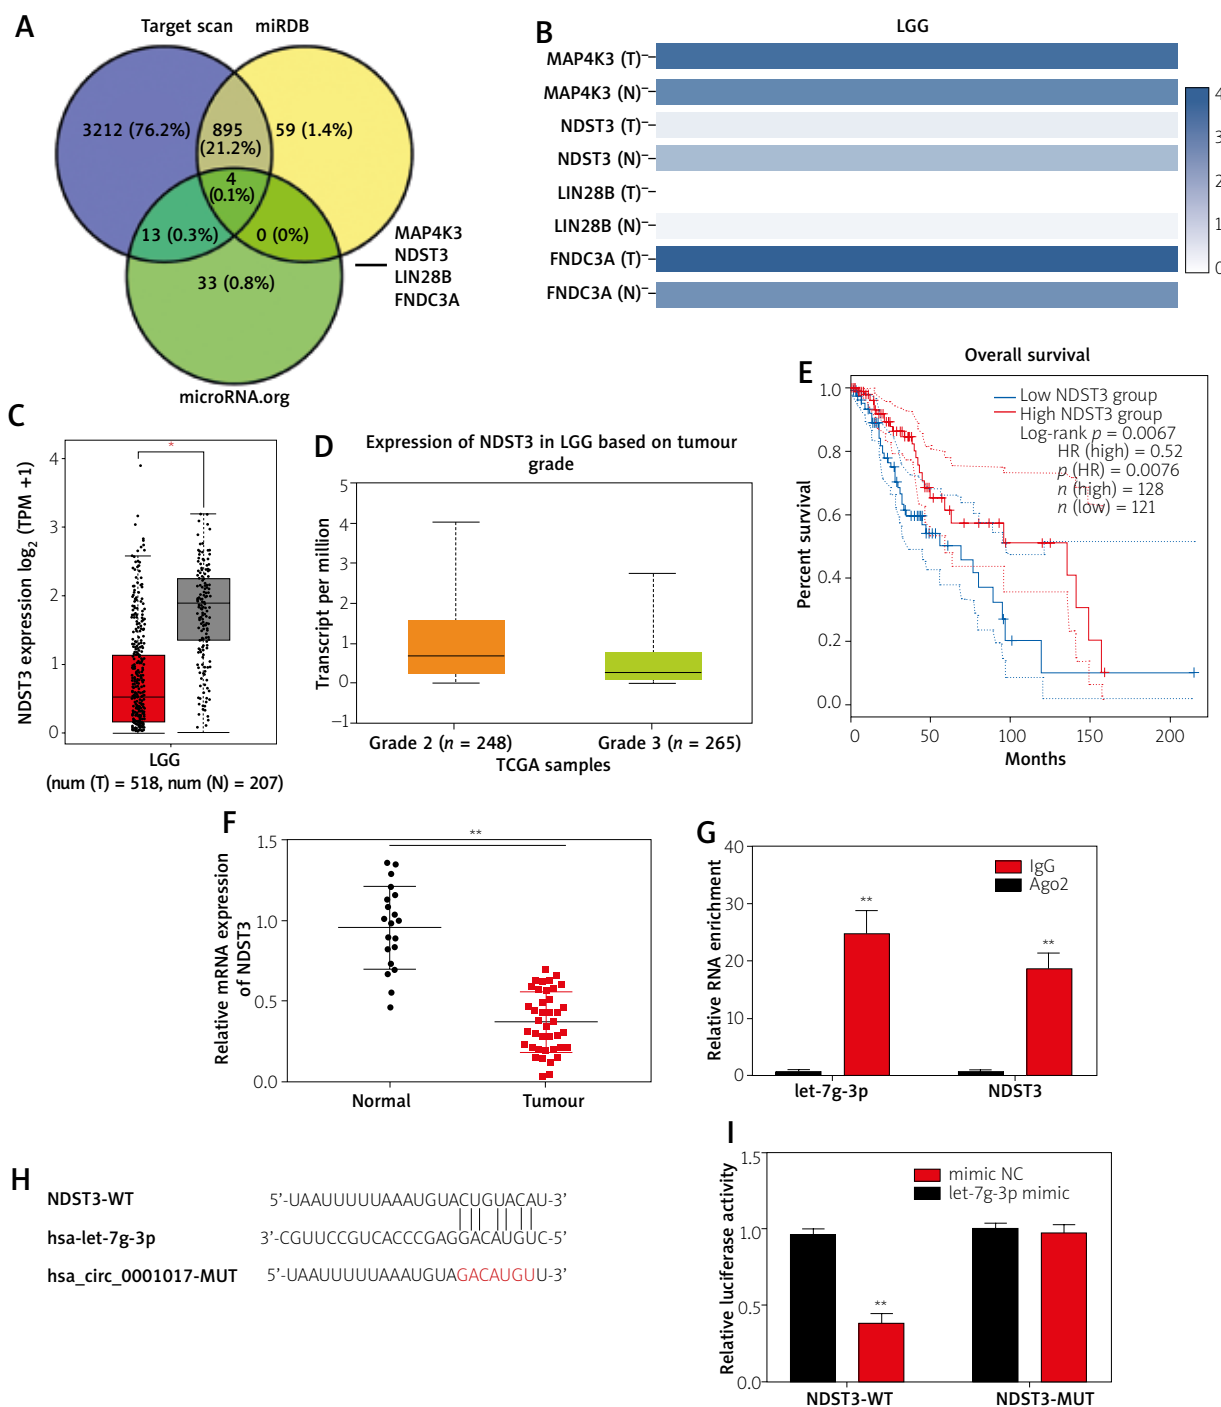 A
Target scan miRDB
3212 (76.2%)
895
(21.2%)
59 (1.4%)
4
(0.1%)
13 (0.3%)
0 (0%)
33 (0.8%)
MAP4K3
NDST3
LIN28B
FNDC3A
microRNA.org
B
LGG
MAP4K3 (T)
MAP4K3 (N)
NDST3 (T)
NDST3 (N)
LIN28B (T)
LIN28B (N)
FNDC3A (T)
FNDC3A (N)
4
3
2
1
0
C
NDST3 expression log2 (TPM +1)
4
3
2
1
0
*
LGG
(num (T) = 518, num (N) = 207)
D
Expression of NDST3 in LGG based on tumour
grade
Transcript per million
5
4
3
2
1
0
−1
Grade 2 (n = 248)
Grade 3 (n = 265)
TCGA samples
E
Overall survival
Percent survival
1.0
0.8
0.6
0.4
0.2
0.0
Low NDST3 group
High NDST3 group
Log-rank p = 0.0067
HR (high) = 0.52
p (HR) = 0.0076
n (high) = 128
n (low) = 121
0 50 100 150 200
Months
F
Relative mRNA expression
of NDST3
1.5
1.0
0.5
0.0
**
Normal
Tumour
G
Relative RNA enrichment
40
30
20
10
0
IgG
Ago2
**
**
let-7g-3p
NDST3
H
NDST3-WT 5’-UAAUUUUUAAAUGUACUGUACAU-3’
hsa-let-7g-3p 3’-CGUUCCGUCACCCGAGGACAUGUC-5’
hsa_circ_0001017-MUT 5’-UAAUUUUUAAAUGUAGACAUGUU-3’
I
Relative luciferase activity
1.5
1.0
0.5
0.0
mimic NC
let-7g-3p mimic
**
NDST3-WT
NDST3-MUT